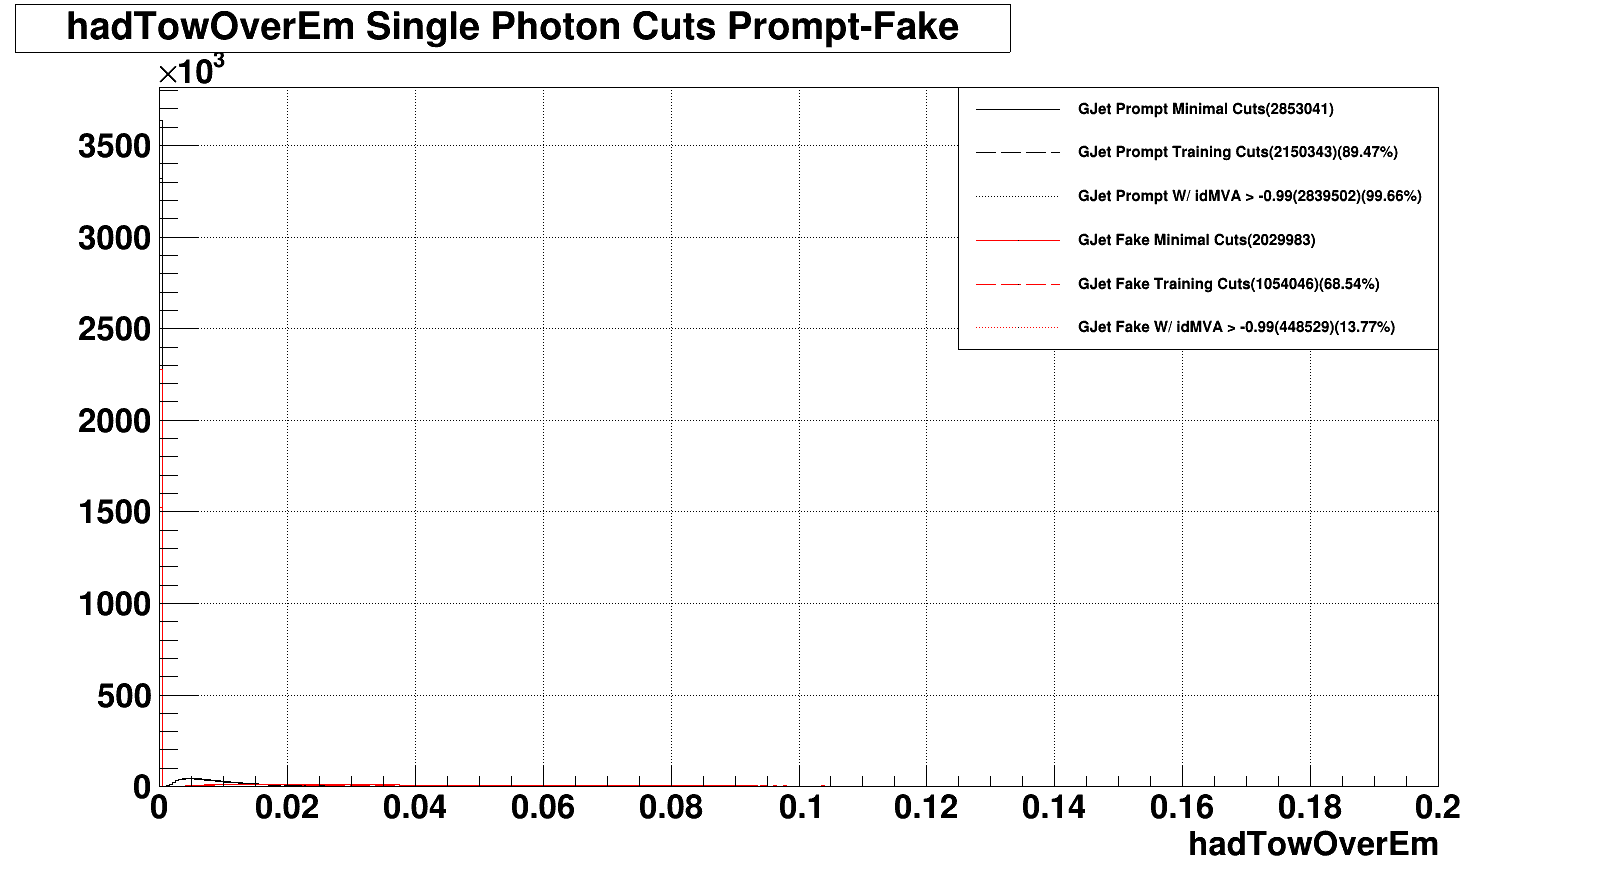 hadTowOverEm Single Photon Cuts Prompt-Fake
×10³
GJet Prompt Minimal Cuts(2853041)
GJet Prompt Training Cuts(2150343)(89.47%)
GJet Prompt W/ idMVA > -0.99(2839502)(99.66%)
GJet Fake Minimal Cuts(2029983)
GJet Fake Training Cuts(1054046)(68.54%)
GJet Fake W/ idMVA > -0.99(448529)(13.77%)
3500
3000
2500
2000
1500
1000
500
0
0 0.02 0.04 0.06 0.08 0.1 0.12 0.14 0.16 0.18 0.2
hadTowOverEm